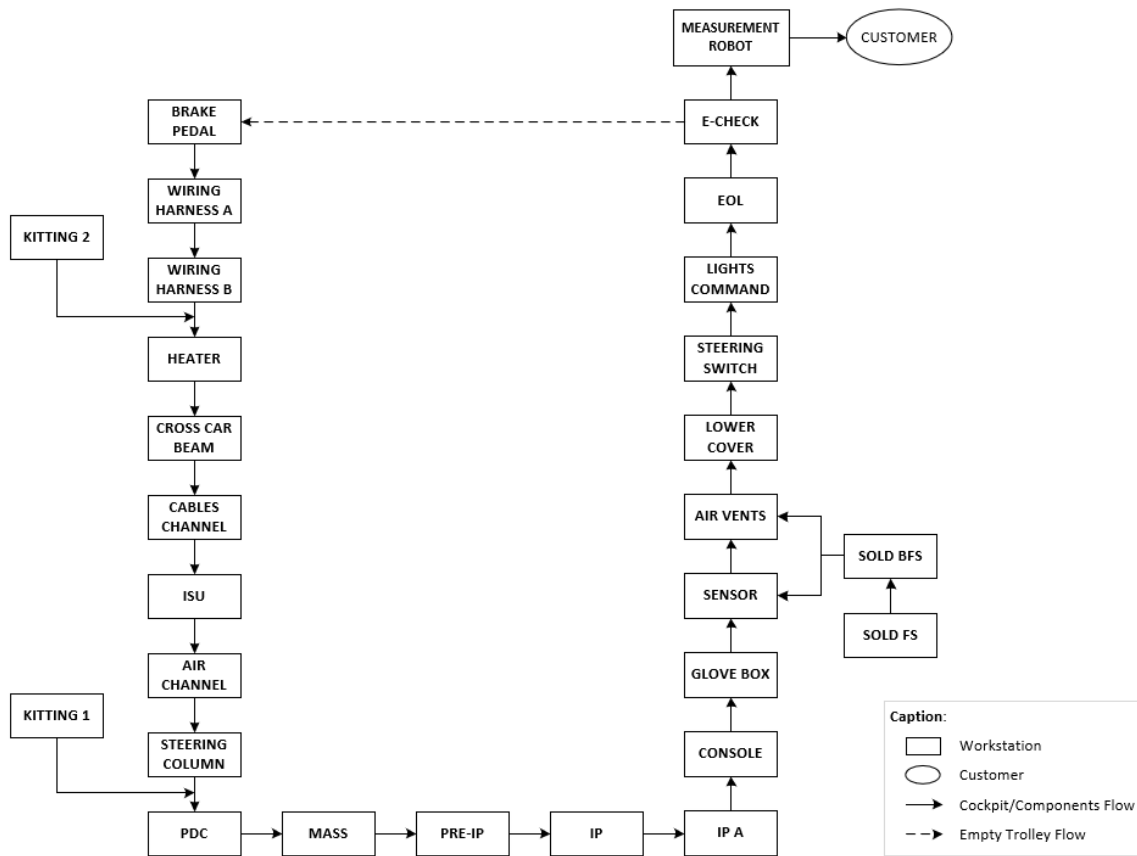 MEASUREMENT
ROBOT
CUSTOMER
BRAKE
PEDAL
E-CHECK
WIRING
HARNESS A
EOL
KITTING 2
WIRING
HARNESS B
LIGHTS
COMMAND
HEATER
STEERING
SWITCH
CROSS CAR
BEAM
LOWER
COVER
CABLES
CHANNEL
AIR VENTS
SOLD BFS
ISU
SENSOR
SOLD FS
AIR
CHANNEL
GLOVE BOX
KITTING 1
STEERING
COLUMN
CONSOLE
PDC
MASS
PRE-IP
IP
IP A
Caption:
Workstation
Customer
Cockpit/Components Flow
Empty Trolley Flow